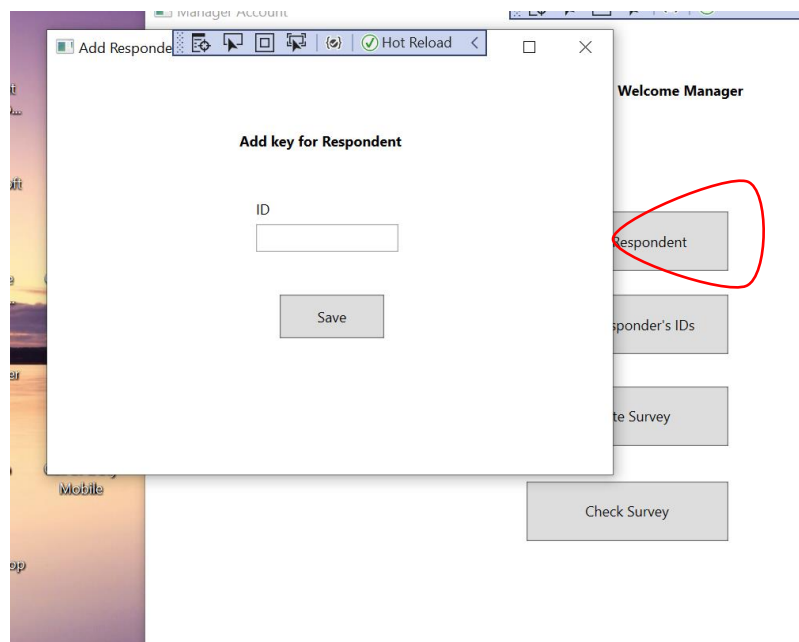 Manager Account
Add Responde
Hot Reload
Welcome Manager
Add key for Respondent
ID
Respondent
Save
sponder's IDs
te Survey
Mobile
Check Survey